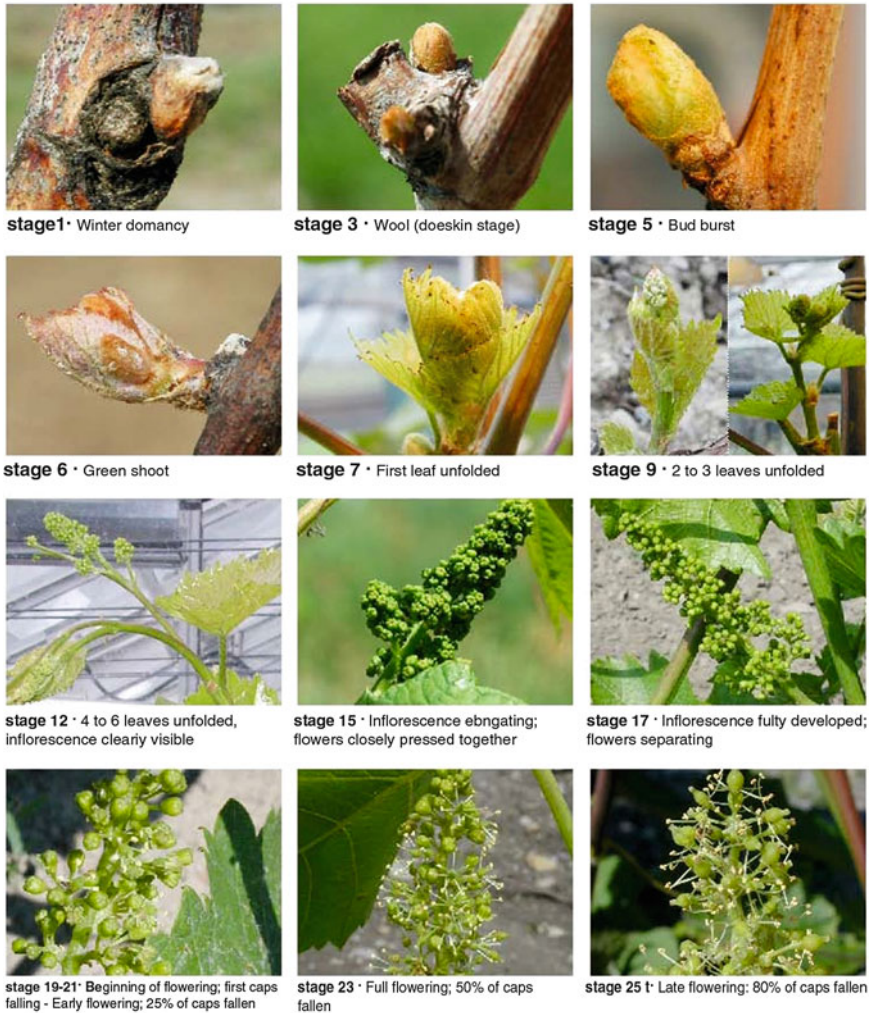 stage1· Winter domancy
stage 3 · Wool (doeskin stage)
stage 5 · Bud burst
stage 6 · Green shoot
stage 7 · First leaf unfolded
stage 9 · 2 to 3 leaves unfolded
stage 12 · 4 to 6 leaves unfolded,
inflorescence cleariy visible
stage 15 · Inflorescence ebngating;
flowers closely pressed together
stage 17 · Inflorescence fulty developed;
flowers separating
stage 19-21· Beginning of flowering; first caps
falling - Early flowering; 25% of caps fallen
stage 23 · Full flowering; 50% of caps
fallen
stage 25 t· Late flowering: 80% of caps fallen